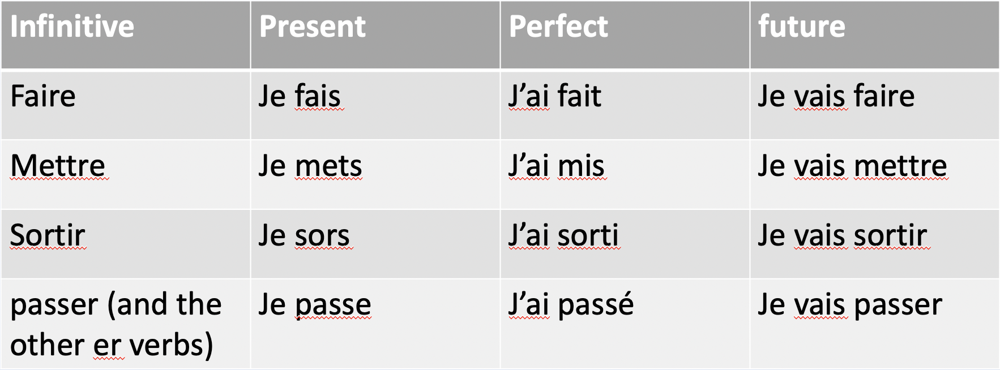 Infinitive Present Perfect future
Faire Je fais J’ai fait Je vais faire
Mettre Je mets J’ai mis Je vais mettre
Sortir Je sors J’ai sorti Je vais sortir
passer (and the Je passe J’ai passé Je vais passer
other er verbs)